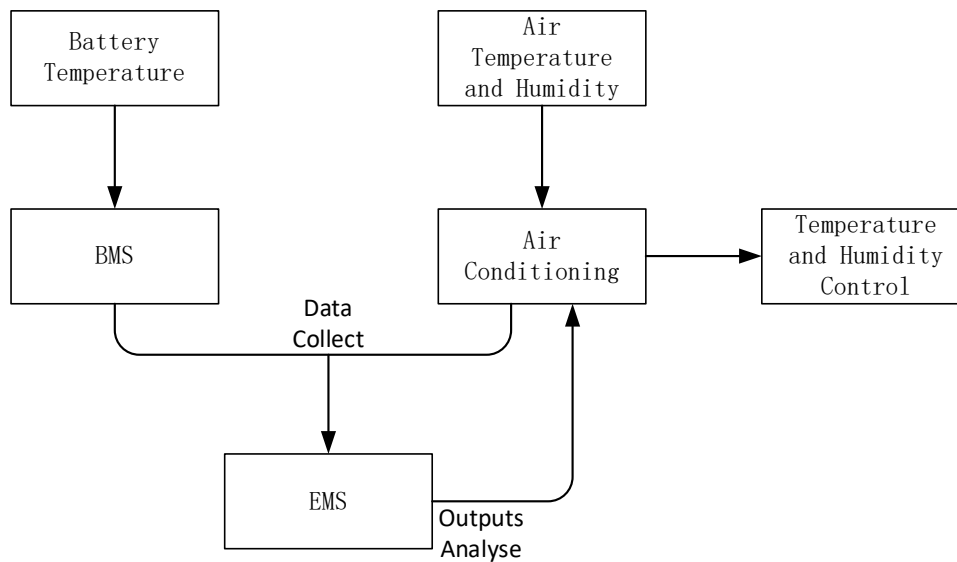 Battery
Temperature
Air
Temperature
and Humidity
BMS
Air
Conditioning
Temperature
and Humidity
Control
Data
Collect
EMS
Outputs
Analyse